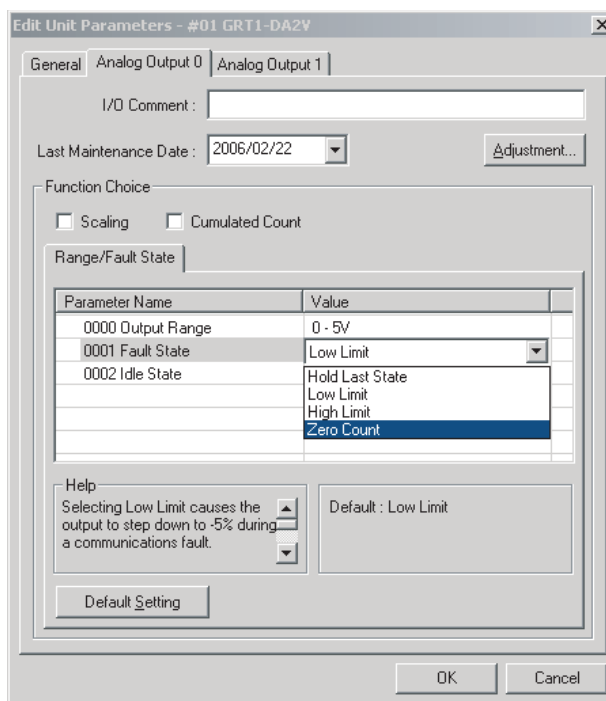 Edit Unit Parameters - #01 GRT1-DA2V
General Analog Output 0 Analog Output 1
I/O Comment :
Last Maintenance Date : 2006/02/22 Adjustment...
Function Choice
Scaling Cumulated Count
Range/Fault State
Parameter Name Value
0000 Output Range 0 - 5V
0001 Fault State Low Limit
0002 Idle State Hold Last State
Low Limit
High Limit
Zero Count
Help
Selecting Low Limit causes the
output to step down to -5% during
a communications fault.
Default : Low Limit
Default Setting
OK Cancel